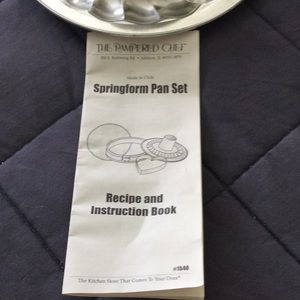 THE PAMPERED CHEF
Made in Chile
Springform Pan Set
Recipe and
Instruction Book
#1540
The Kitchen Store That Comes To Your Door